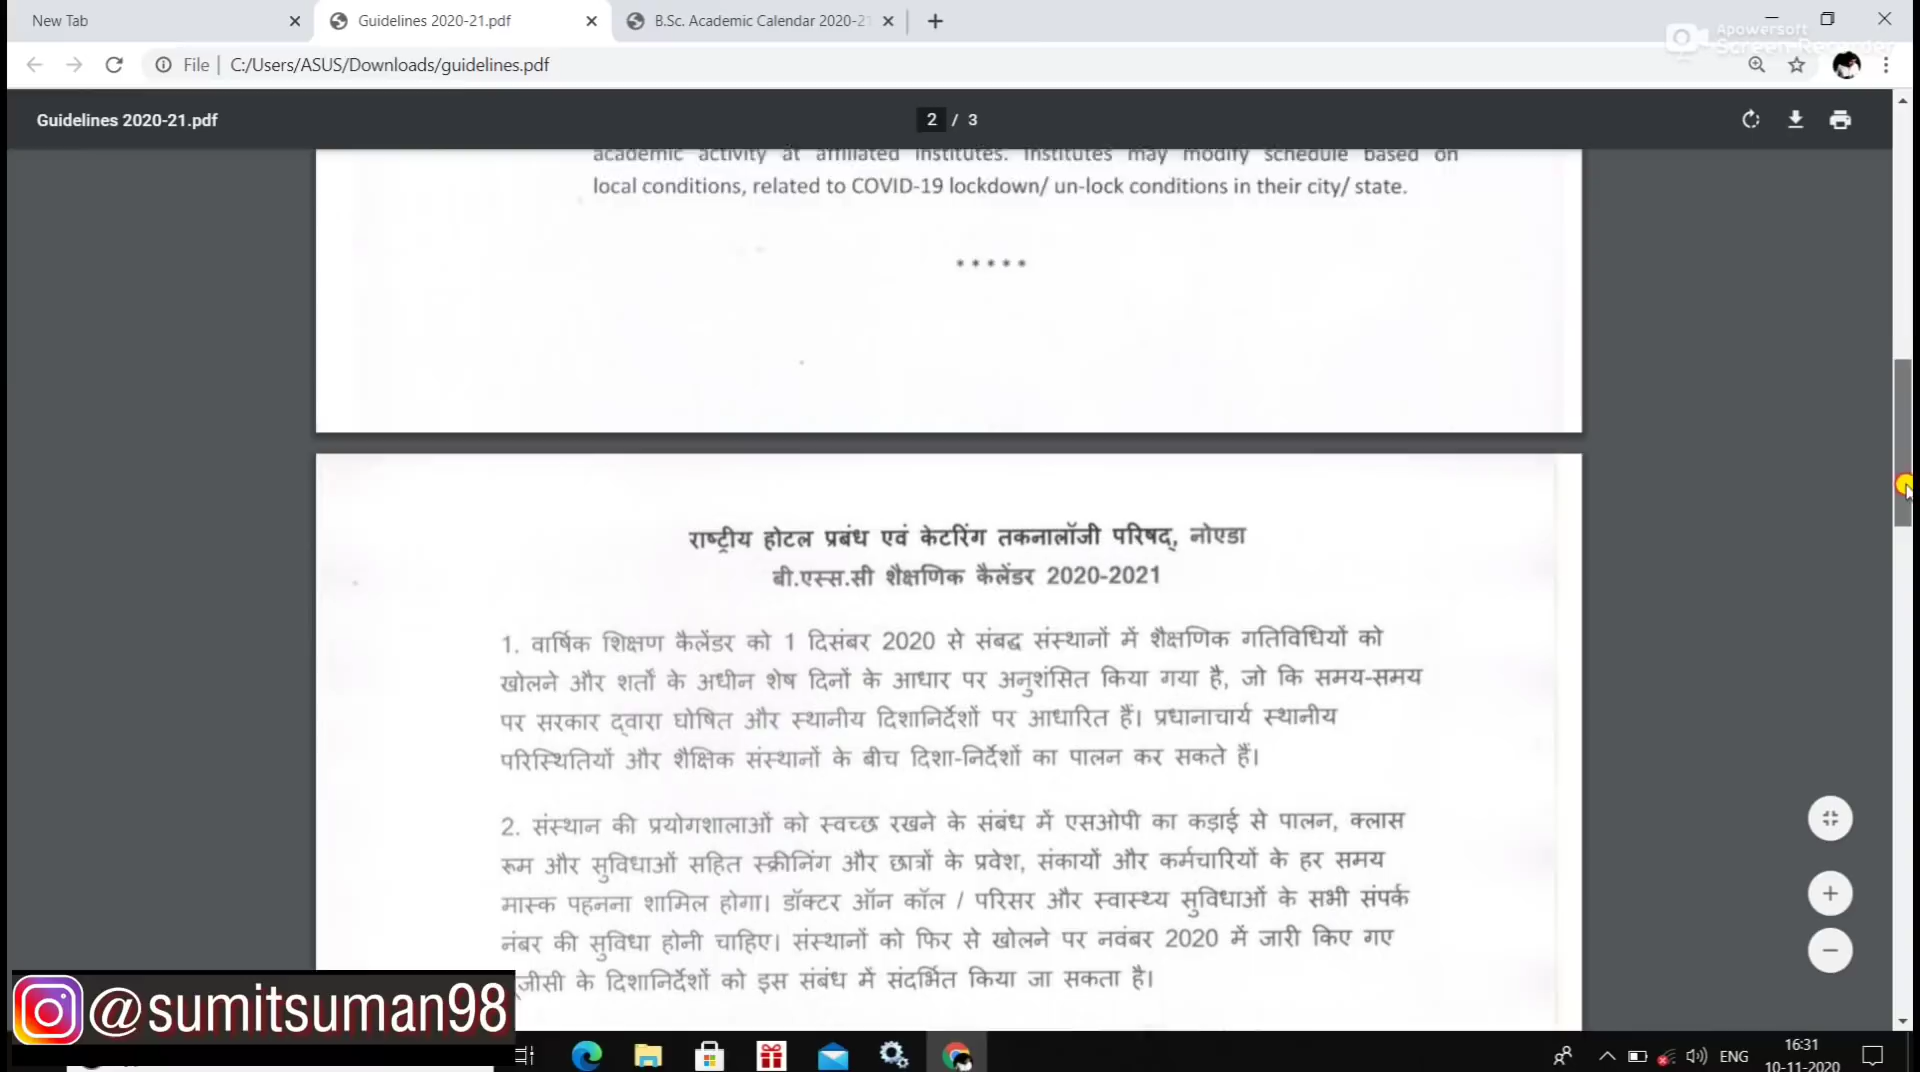 New Tab
Guidelines 2020-21.pdf
B.Sc. Academic Calendar 2020-21
Apowersoft
Screen Recorder
File
C:/Users/ASUS/Downloads/guidelines.pdf
Guidelines 2020-21.pdf
2 / 3
academic activity at affiliated institutes. Institutes may modify schedule based on
local conditions, related to COVID-19 lockdown/ un-lock conditions in their city/ state.
* * * * *
राष्ट्रीय होटल प्रबंध एवं केटरिंग तकनालॉजी परिषद्, नोएडा
बी.एस्स.सी शैक्षणिक कैलेंडर 2020-2021
1. वार्षिक शिक्षण कैलेंडर को 1 दिसंबर 2020 से संबद्ध संस्थानों में शैक्षणिक गतिविधियों को
खोलने और शर्तों के अधीन शेष दिनों के आधार पर अनुशंसित किया गया है, जो कि समय-समय
पर सरकार द्वारा घोषित और स्थानीय दिशानिर्देशों पर आधारित हैं। प्रधानाचार्य स्थानीय
परिस्थितियों और शैक्षिक संस्थानों के बीच दिशा-निर्देशों का पालन कर सकते हैं।
2. संस्थान की प्रयोगशालाओं को स्वच्छ रखने के संबंध में एसओपी का कड़ाई से पालन, क्लास
रूम और सुविधाओं सहित स्क्रीनिंग और छात्रों के प्रवेश, संकायों और कर्मचारियों के हर समय
मास्क पहनना शामिल होगा। डॉक्टर ऑन कॉल / परिसर और स्वास्थ्य सुविधाओं के सभी संपर्क
नंबर की सुविधा होनी चाहिए। संस्थानों को फिर से खोलने पर नवंबर 2020 में जारी किए गए
जीसी के दिशानिर्देशों को इस संबंध में संदर्भित किया जा सकता है।
@sumitsuman98
ENG
16:31
10-11-2020